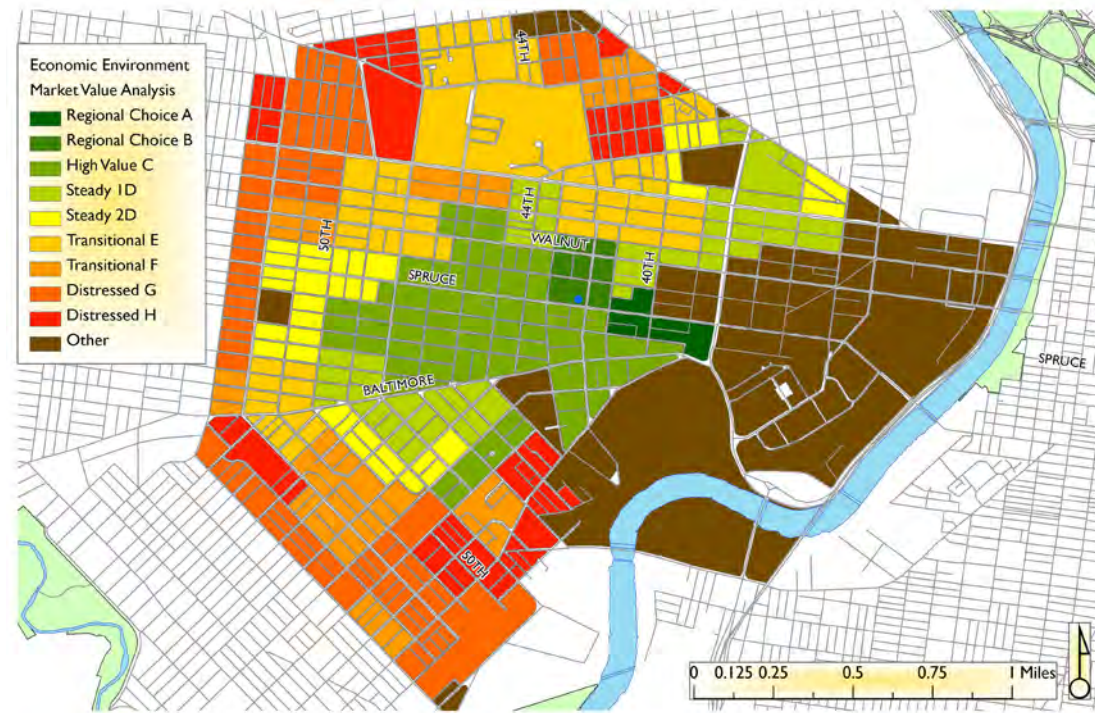 Economic Environment
Market Value Analysis
Regional Choice A
Regional Choice B
High Value C
Steady 1D
Steady 2D
Transitional E
Transitional F
Distressed G
Distressed H
Other
44TH
44TH
50TH
WALNUT
40TH
SPRUCE
SPRUCE
BALTIMORE
50TH
0 0.125 0.25 0.5 0.75 1 Miles